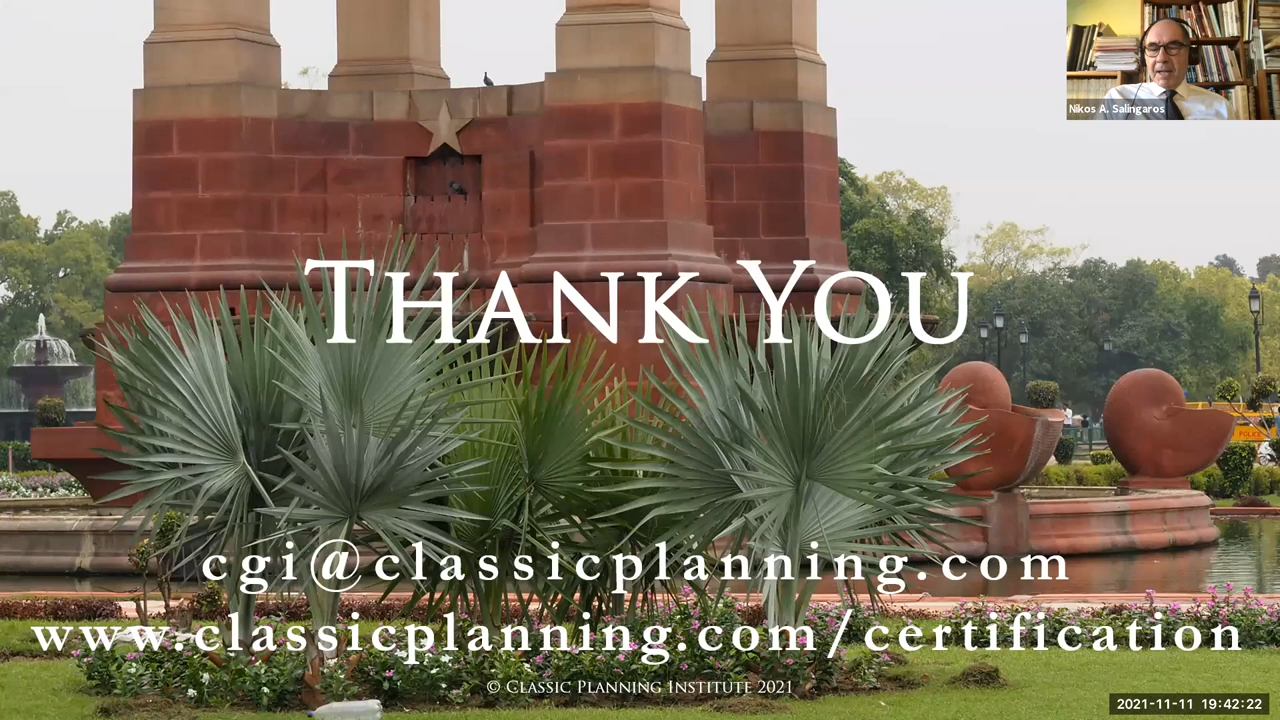 Nikos A. Salingaros
THANK YOU
cgi@classicplanning.com
www.classicplanning.com/certification
© CLASSIC PLANNING INSTITUTE 2021
2021-11-11 19:42:22
POLICE